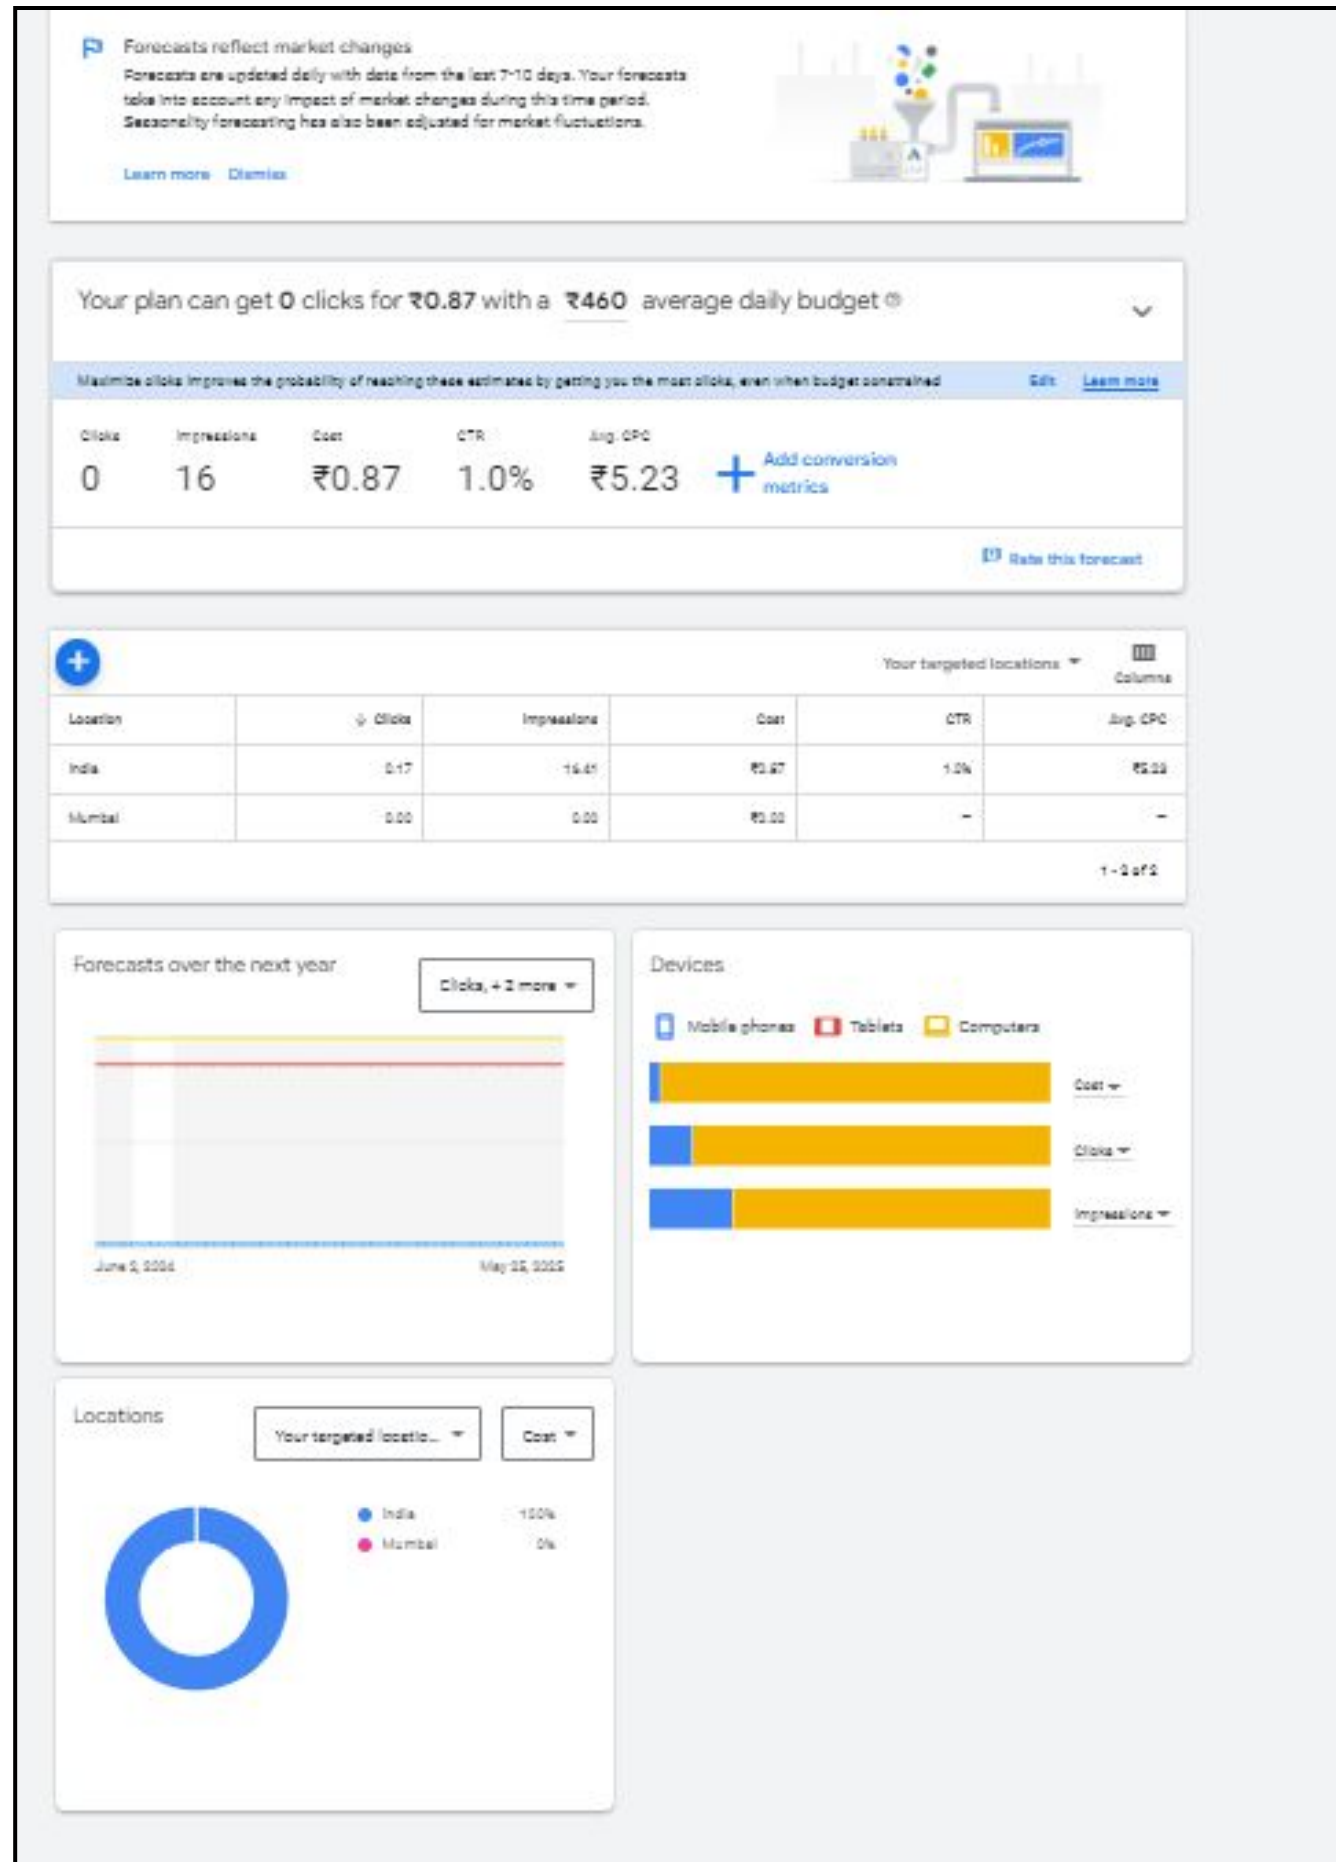 Forecasts reflect market changes
Forecasts are updated daily with data from the last 7-10 days. Your forecasts
take into account any impact of market changes during this time period.
Seasonality forecasting has also been adjusted for market fluctuations.
Learn more Dismiss
Your plan can get 0 clicks for ₹0.87 with a ₹460 average daily budget
Maximize clicks improves the probability of reaching these estimates by getting you the most clicks, even when budget constrained Edit Learn more
Clicks Impressions Cost CTR Avg. CPC
0 16 ₹0.87 1.0% ₹5.23
Add conversion
metrics
Rate this forecast
Your targeted locations
Columns
Location Clicks Impressions Cost CTR Avg. CPC
India 0.17 16.61 ₹0.87 1.0% ₹5.23
Mumbai 0.00 0.00 ₹0.00 – –
1 - 2 of 2
Forecasts over the next year
Clicks, + 2 more
June 2, 2024 May 25, 2025
Devices
Mobile phones Tablets Computers
Cost
Clicks
Impressions
Locations
Your targeted locatio... Cost
India 100%
Mumbai 0%